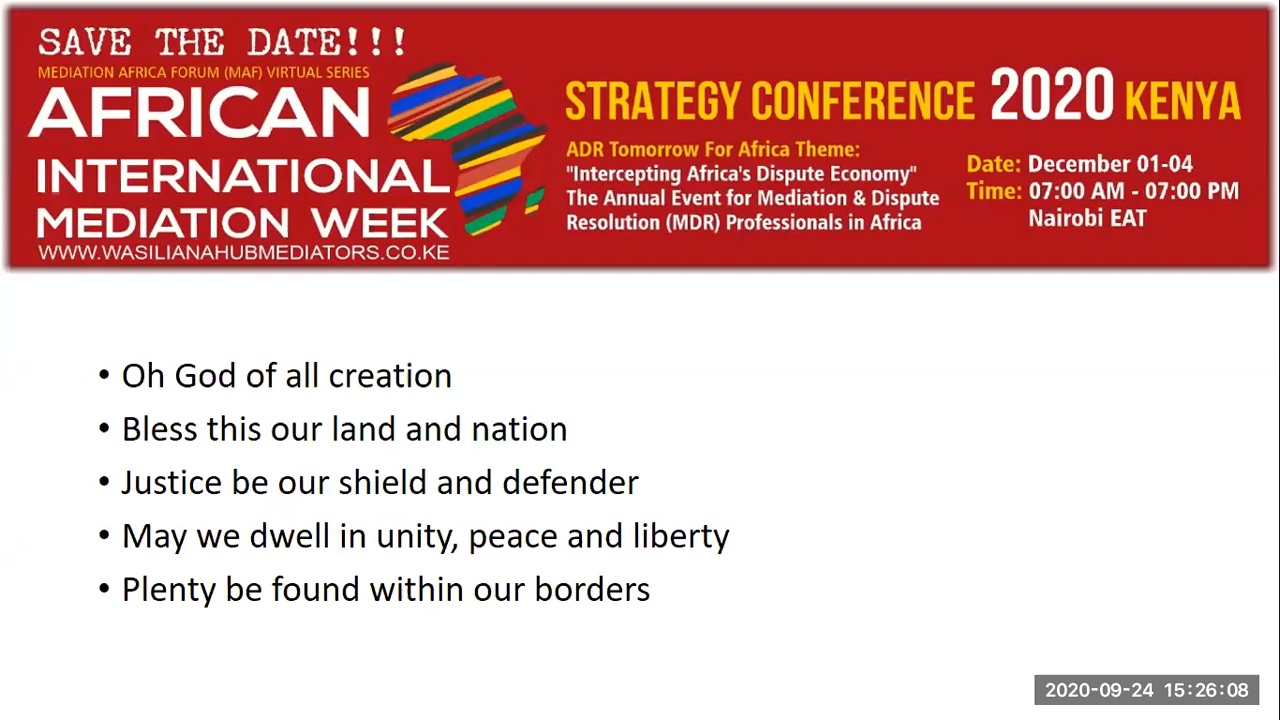 SAVE THE DATE!!!
MEDIATION AFRICA FORUM (MAF) VIRTUAL SERIES
AFRICAN
INTERNATIONAL
MEDIATION WEEK
WWW.WASILIANAHUBMEDIATORS.CO.KE
STRATEGY CONFERENCE 2020 KENYA
ADR Tomorrow For Africa Theme:
"Intercepting Africa's Dispute Economy"
The Annual Event for Mediation & Dispute
Resolution (MDR) Professionals in Africa
Date: December 01-04
Time: 07:00 AM - 07:00 PM
Nairobi EAT
• Oh God of all creation
• Bless this our land and nation
• Justice be our shield and defender
• May we dwell in unity, peace and liberty
• Plenty be found within our borders
2020-09-24 15:26:08